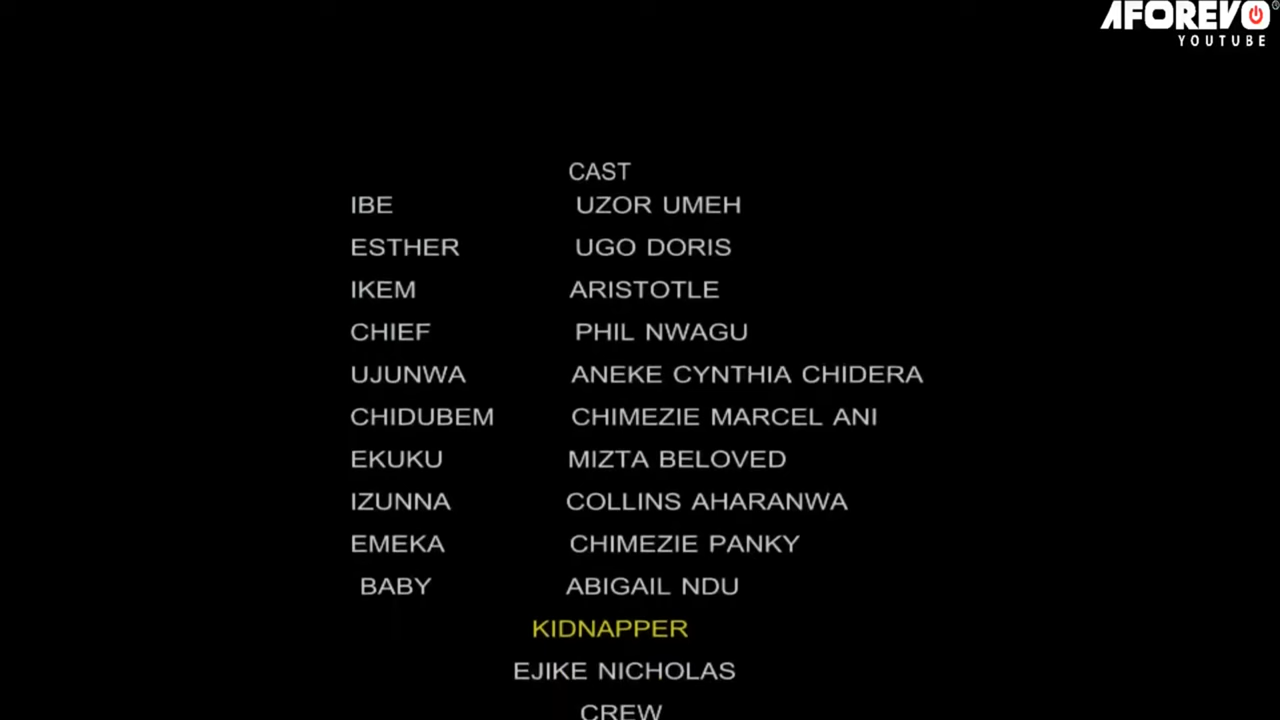 AFOREVO
YOUTUBE
CAST
IBE UZOR UMEH
ESTHER UGO DORIS
IKEM ARISTOTLE
CHIEF PHIL NWAGU
UJUNWA ANEKE CYNTHIA CHIDERA
CHIDUBEM CHIMEZIE MARCEL ANI
EKUKU MIZTA BELOVED
IZUNNA COLLINS AHARANWA
EMEKA CHIMEZIE PANKY
BABY ABIGAIL NDU
KIDNAPPER
EJIKE NICHOLAS
CREW